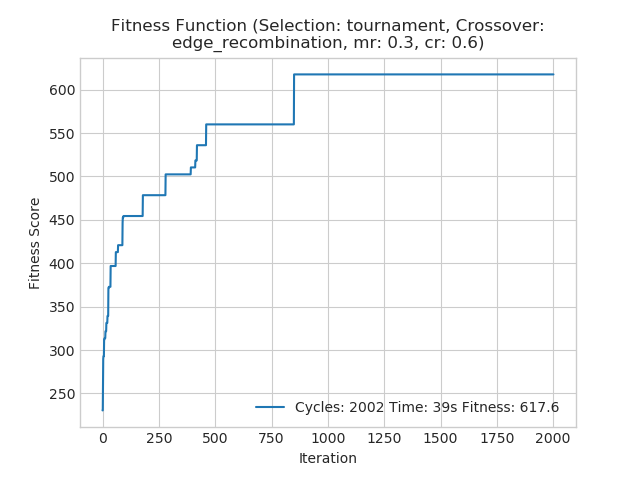 Fitness Function (Selection: tournament, Crossover:
edge_recombination, mr: 0.3, cr: 0.6)
600
550
500
450
400
350
300
250
Fitness Score
Cycles: 2002 Time: 39s Fitness: 617.6
0 250 500 750 1000 1250 1500 1750 2000
Iteration